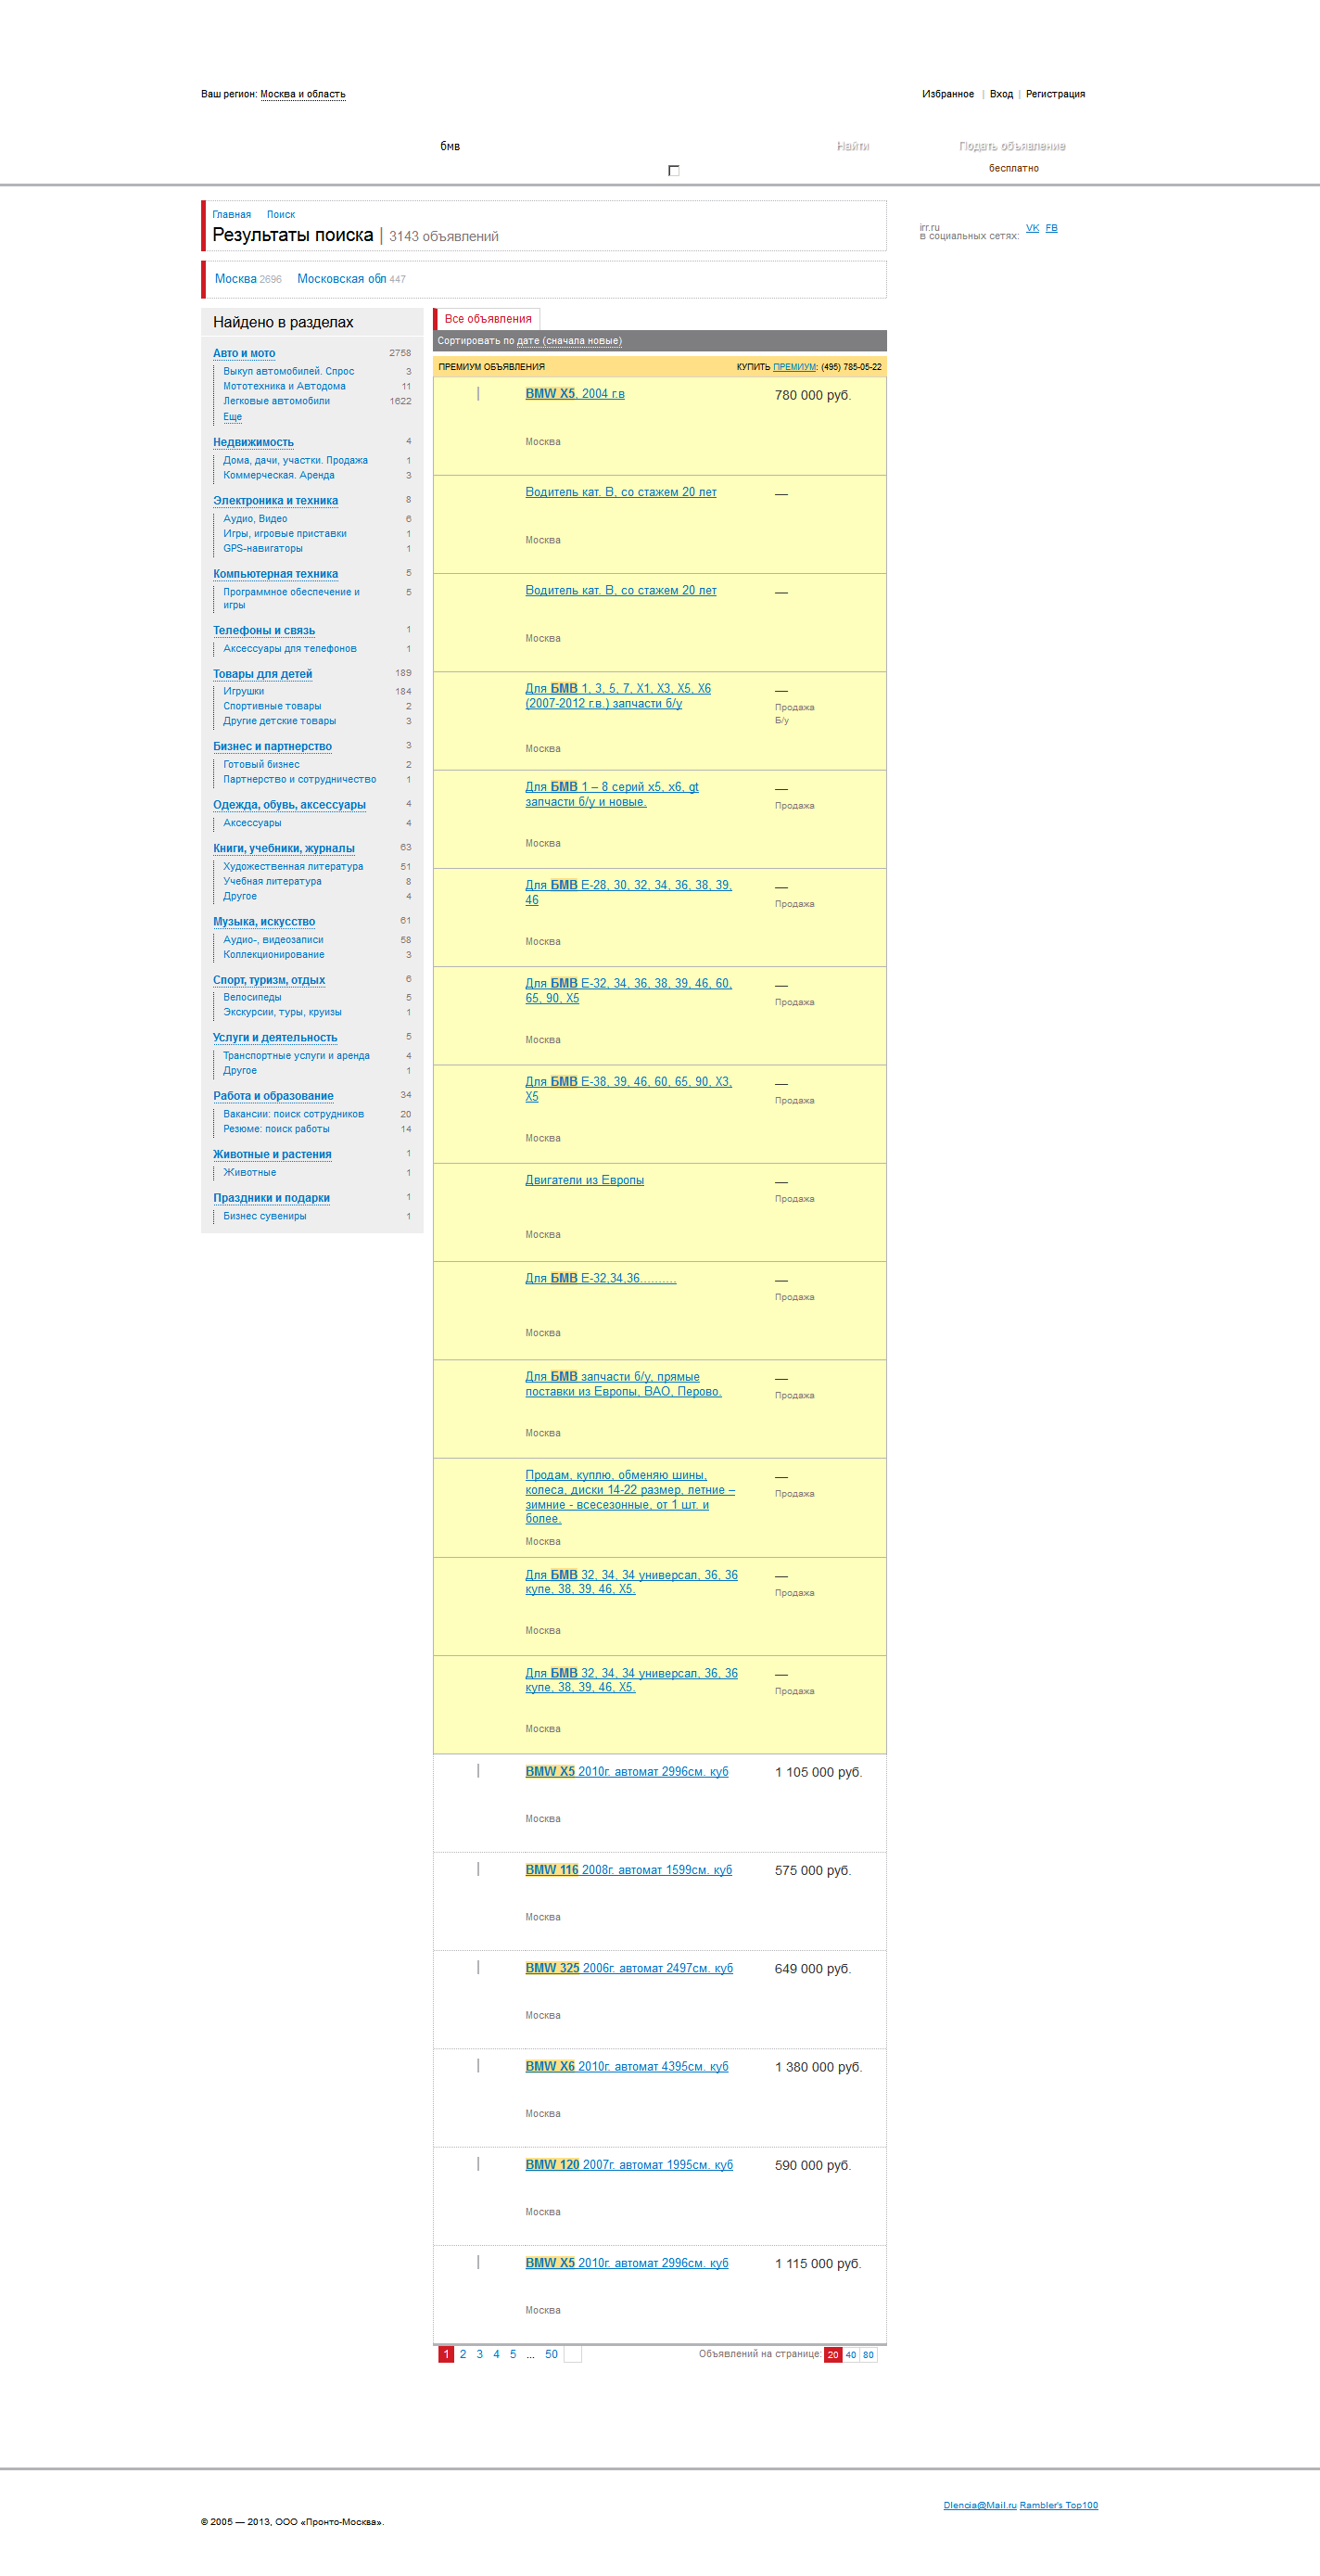 Ваш регион: Москва и область
Избранное | Вход | Регистрация
бмв
Найти
Подать объявление
бесплатно
Главная Поиск
Результаты поиска | 3143 объявлений
irr.ru
в социальных сетях: VK FB
Москва 2696 Московская обл 447
Найдено в разделах
Авто и мото 2758
Выкуп автомобилей. Спрос 3
Мототехника и Автодома 11
Легковые автомобили 1622
Еще
Недвижимость 4
Дома, дачи, участки. Продажа 1
Коммерческая. Аренда 3
Электроника и техника 8
Аудио, Видео 6
Игры, игровые приставки 1
GPS-навигаторы 1
Компьютерная техника 5
Программное обеспечение и 5
игры
Телефоны и связь 1
Аксессуары для телефонов 1
Товары для детей 189
Игрушки 184
Спортивные товары 2
Другие детские товары 3
Бизнес и партнерство 3
Готовый бизнес 2
Партнерство и сотрудничество 1
Одежда, обувь, аксессуары 4
Аксессуары 4
Книги, учебники, журналы 63
Художественная литература 51
Учебная литература 8
Другое 4
Музыка, искусство 61
Аудио-, видеозаписи 58
Коллекционирование 3
Спорт, туризм, отдых 6
Велосипеды 5
Экскурсии, туры, круизы 1
Услуги и деятельность 5
Транспортные услуги и аренда 4
Другое 1
Работа и образование 34
Вакансии: поиск сотрудников 20
Резюме: поиск работы 14
Животные и растения 1
Животные 1
Праздники и подарки 1
Бизнес сувениры 1
Все объявления
Сортировать по дате (сначала новые)
ПРЕМИУМ ОБЪЯВЛЕНИЯ КУПИТЬ ПРЕМИУМ: (495) 785-05-22
BMW X5, 2004 г.в 780 000 руб.
Москва
Водитель кат. В, со стажем 20 лет —
Москва
Водитель кат. В, со стажем 20 лет —
Москва
Для БМВ 1, 3, 5, 7, X1, X3, X5, X6 —
(2007-2012 г.в.) запчасти б/у Продажа
Б/у
Москва
Для БМВ 1 – 8 серий x5, x6, gt —
запчасти б/у и новые. Продажа
Москва
Для БМВ Е-28, 30, 32, 34, 36, 38, 39, —
46 Продажа
Москва
Для БМВ Е-32, 34, 36, 38, 39, 46, 60, —
65, 90, X5 Продажа
Москва
Для БМВ Е-38, 39, 46, 60, 65, 90, X3, —
X5 Продажа
Москва
Двигатели из Европы —
Продажа
Москва
Для БМВ Е-32,34,36.......... —
Продажа
Москва
Для БМВ запчасти б/у, прямые —
поставки из Европы, ВАО, Перово. Продажа
Москва
Продам, куплю, обменяю шины, —
колеса, диски 14-22 размер, летние – Продажа
зимние - всесезонные, от 1 шт. и
более.
Москва
Для БМВ 32, 34, 34 универсал, 36, 36 —
купе, 38, 39, 46, X5. Продажа
Москва
Для БМВ 32, 34, 34 универсал, 36, 36 —
купе, 38, 39, 46, X5. Продажа
Москва
BMW X5 2010г. автомат 2996см. куб 1 105 000 руб.
Москва
BMW 116 2008г. автомат 1599см. куб 575 000 руб.
Москва
BMW 325 2006г. автомат 2497см. куб 649 000 руб.
Москва
BMW X6 2010г. автомат 4395см. куб 1 380 000 руб.
Москва
BMW 120 2007г. автомат 1995см. куб 590 000 руб.
Москва
BMW X5 2010г. автомат 2996см. куб 1 115 000 руб.
Москва
1 2 3 4 5 ... 50 Объявлений на странице: 20 40 80
Dlencia@Mail.ru Rambler's Top100
© 2005 — 2013, ООО «Пронто-Москва».